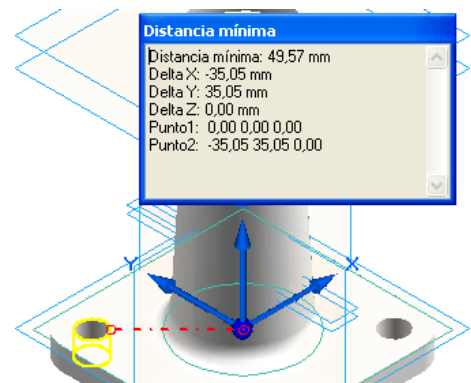 Distancia mínima
Distancia mínima: 49,57 mm
Delta X: -35,05 mm
Delta Y: 35,05 mm
Delta Z: 0,00 mm
Punto1:  0,00 0,00 0,00
Punto2:  -35,05 35,05 0,00
Y X